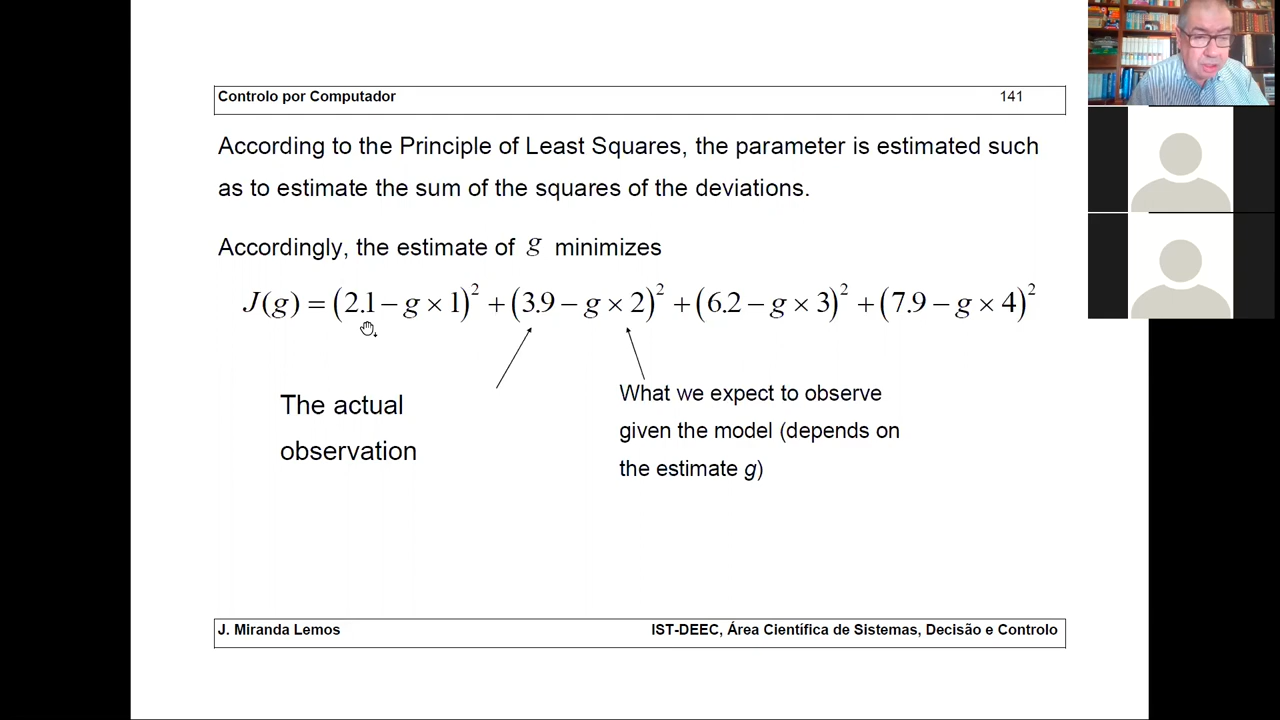 Controlo por Computador 141
According to the Principle of Least Squares, the parameter is estimated such
as to estimate the sum of the squares of the deviations.
Accordingly, the estimate of g minimizes
J(g) = (2.1 − g × 1)² + (3.9 − g × 2)² + (6.2 − g × 3)² + (7.9 − g × 4)²
The actual
observation
What we expect to observe
given the model (depends on
the estimate g)
J. Miranda Lemos IST-DEEC, Área Científica de Sistemas, Decisão e Controlo